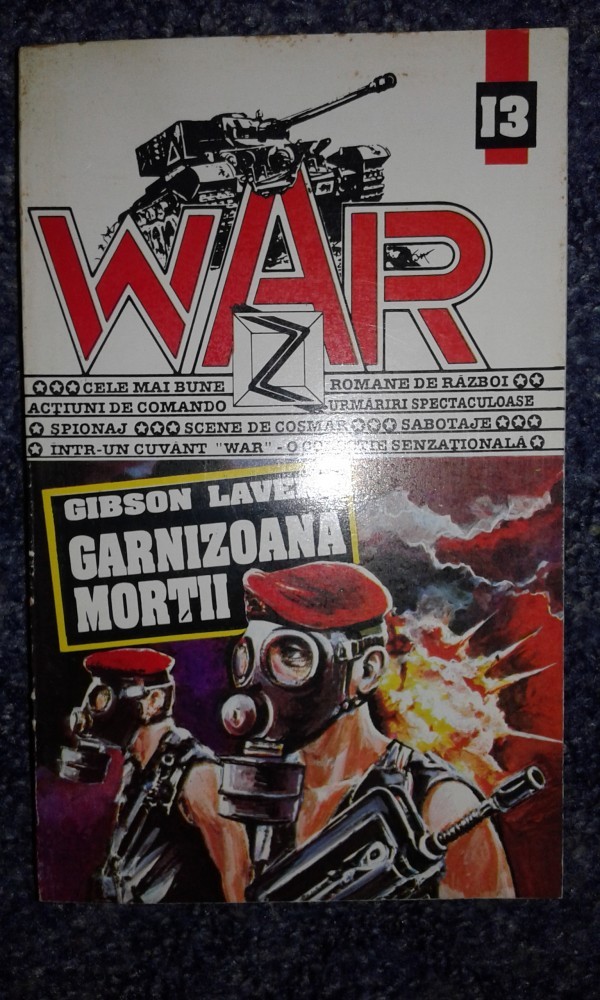 13
WAR
Z
CELE MAI BUNE ROMANE DE RĂZBOI
ACȚIUNI DE COMANDO URMĂRIRI SPECTACULOASE
SPIONAJ SCENE DE COȘMAR SABOTAJE
ÎNTR-UN CUVÂNT "WAR" - O SENZAȚIONALĂ
GIBSON
GARNIZOANA
MORȚII